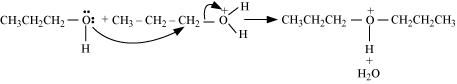 CH₃CH₂CH₂—Ö: + CH₃—CH₂—CH₂—O⁺—H ⟶ CH₃CH₂CH₂—O⁺—CH₂CH₂CH₃
H H H
+
H₂O